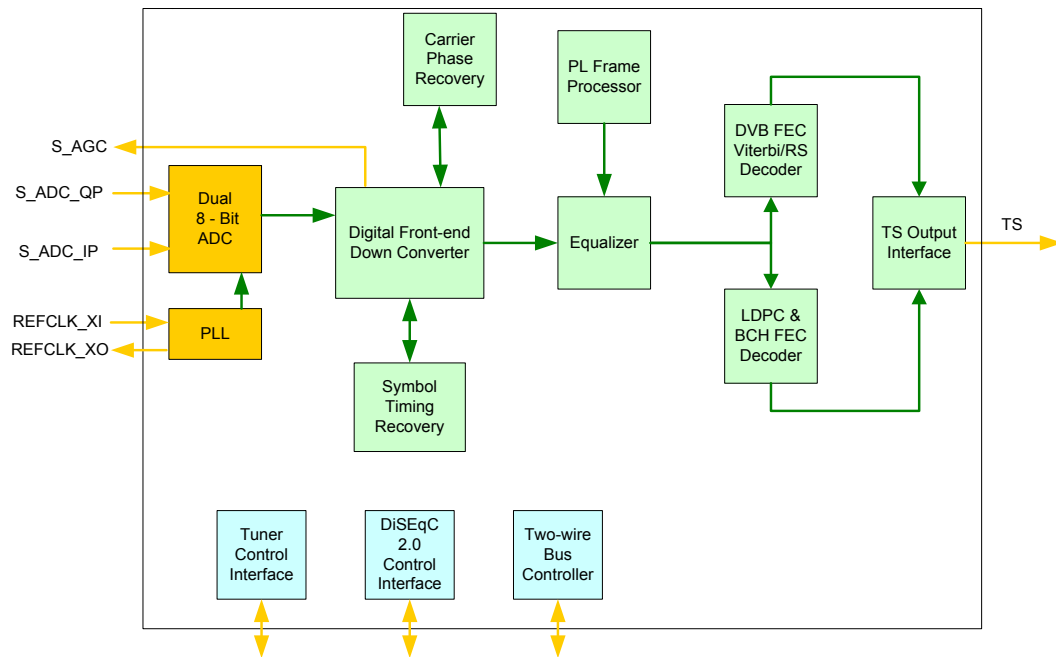 Carrier
Phase
Recovery
PL Frame
Processor
S_AGC
S_ADC_QP
S_ADC_IP
Dual
8 - Bit
ADC
Digital Front-end
Down Converter
Equalizer
DVB FEC
Viterbi/RS
Decoder
TS Output
Interface
TS
REFCLK_XI
REFCLK_XO
PLL
LDPC &
BCH FEC
Decoder
Symbol
Timing
Recovery
Tuner
Control
Interface
DiSEqC
2.0
Control
Interface
Two-wire
Bus
Controller